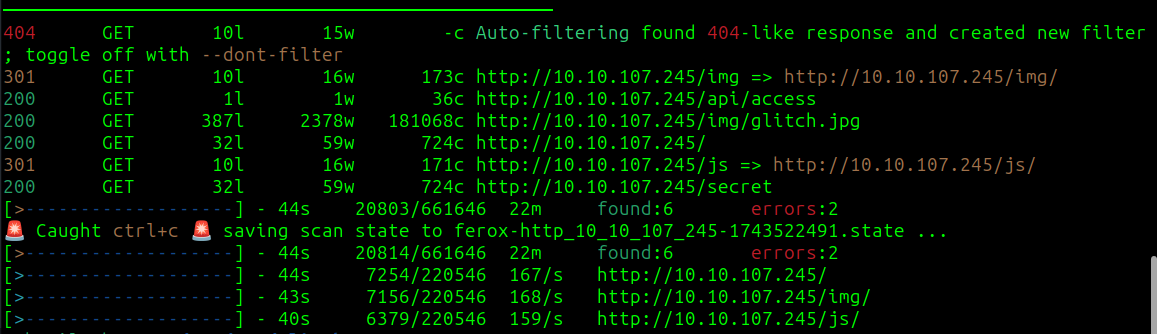 404 GET 10l 15w -c Auto-filtering found 404-like response and created new filter
; toggle off with --dont-filter
301 GET 10l 16w 173c http://10.10.107.245/img => http://10.10.107.245/img/
200 GET 1l 1w 36c http://10.10.107.245/api/access
200 GET 387l 2378w 181068c http://10.10.107.245/img/glitch.jpg
200 GET 32l 59w 724c http://10.10.107.245/
301 GET 10l 16w 171c http://10.10.107.245/js => http://10.10.107.245/js/
200 GET 32l 59w 724c http://10.10.107.245/secret
[>-------------------] - 44s 20803/661646 22m found:6 errors:2
🚨 Caught ctrl+c 🚨 saving scan state to ferox-http_10_10_107_245-1743522491.state ...
[>-------------------] - 44s 20814/661646 22m found:6 errors:2
[>-------------------] - 44s 7254/220546 167/s http://10.10.107.245/
[>-------------------] - 43s 7156/220546 168/s http://10.10.107.245/img/
[>-------------------] - 40s 6379/220546 159/s http://10.10.107.245/js/